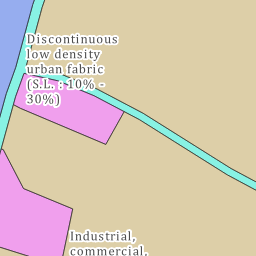 Discontinuous
low density
urban fabric
(S.L. : 10% -
30%)
Industrial,
commercial,